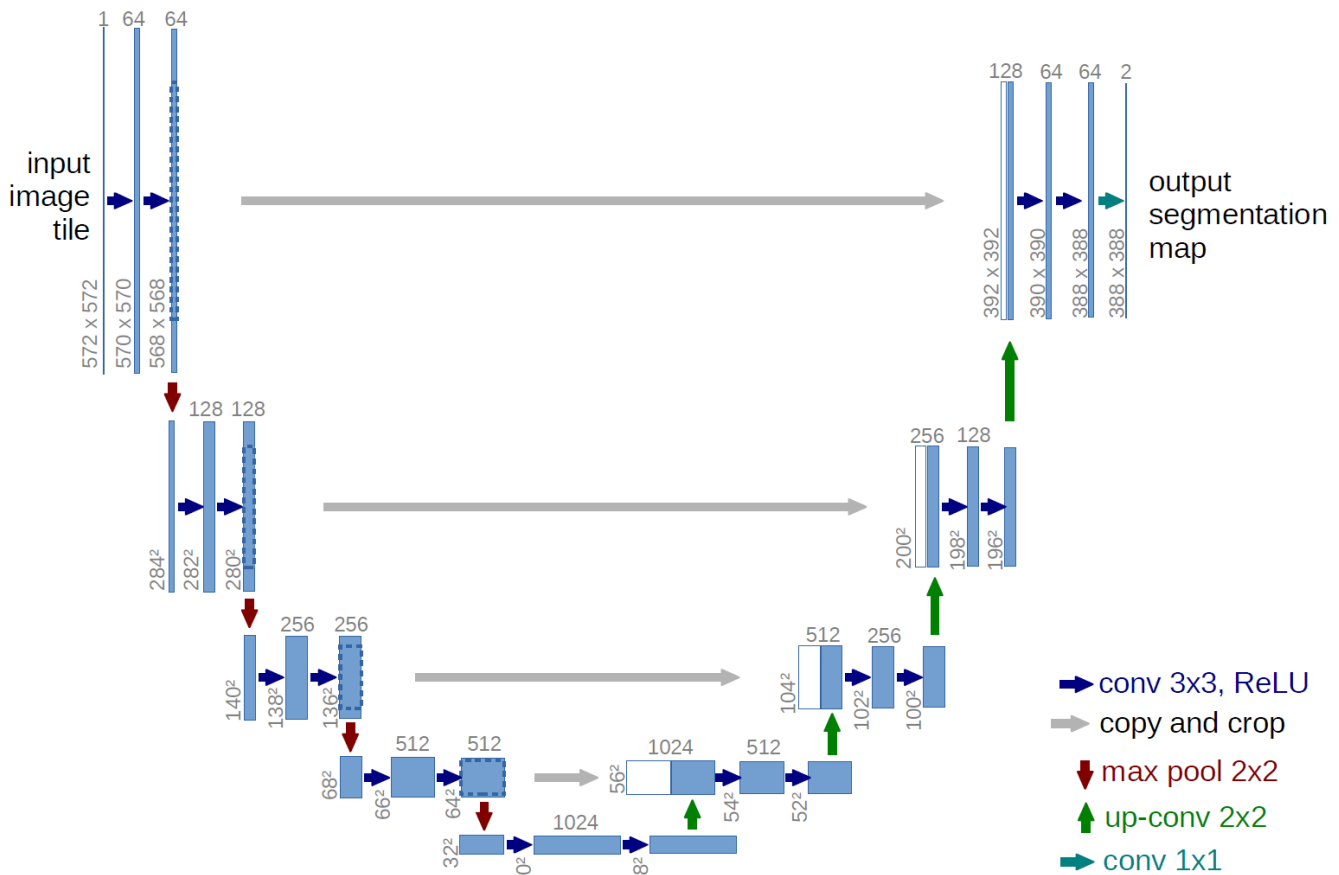 1 64 64
128
64 64 2
input
image
tile
output
segmentation
map
572 x 572
570 x 570
568 x 568
392 x 392
390 x 390
388 x 388
388 x 388
128 128
256 128
284²
282²
280²
200²
198²
196²
256 256
512 256
140²
138²
136²
104²
102²
100²
512 512
1024 512
68²
66²
64²
56²
54²
52²
1024
32²
0²
8²
conv 3x3, ReLU
copy and crop
max pool 2x2
up-conv 2x2
conv 1x1